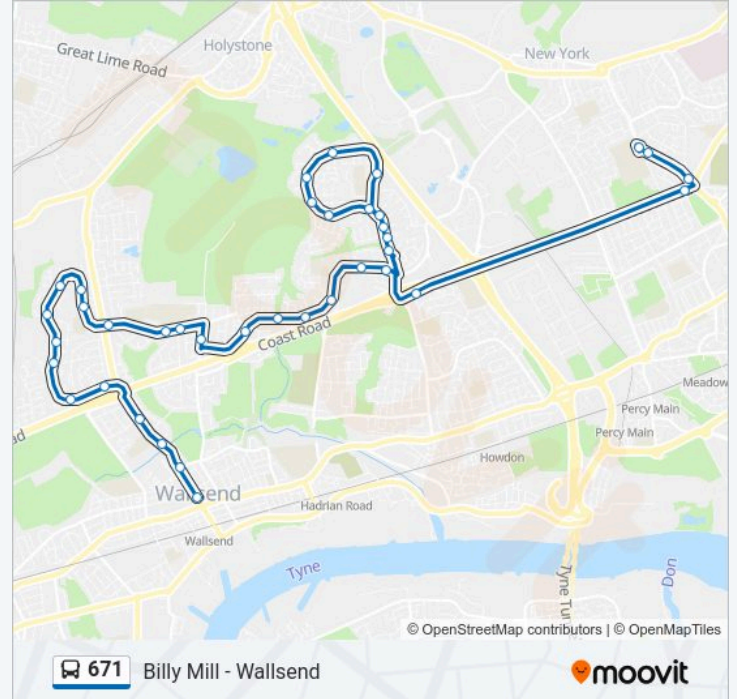 Holystone
New York
Great Lime Road
Coast Road
Meadow
Percy Main
Percy Main
Howdon
Wallsend
Hadrian Road
Wallsend
Tyne
Don
Tyne Tun
© OpenStreetMap contributors | © OpenMapTiles
671 Billy Mill - Wallsend
moovit